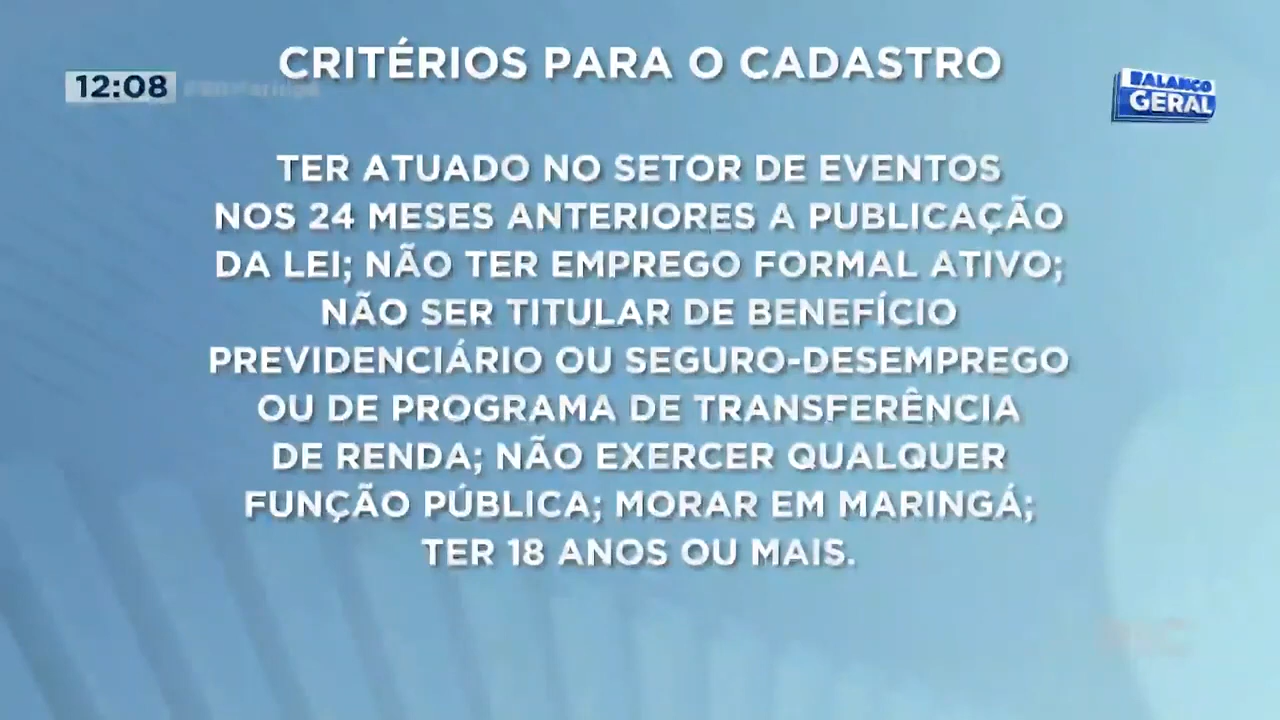 CRITÉRIOS PARA O CADASTRO
12:08
BALANÇO
GERAL
TER ATUADO NO SETOR DE EVENTOS
NOS 24 MESES ANTERIORES A PUBLICAÇÃO
DA LEI; NÃO TER EMPREGO FORMAL ATIVO;
NÃO SER TITULAR DE BENEFÍCIO
PREVIDENCIÁRIO OU SEGURO-DESEMPREGO
OU DE PROGRAMA DE TRANSFERÊNCIA
DE RENDA; NÃO EXERCER QUALQUER
FUNÇÃO PÚBLICA; MORAR EM MARINGÁ;
TER 18 ANOS OU MAIS.